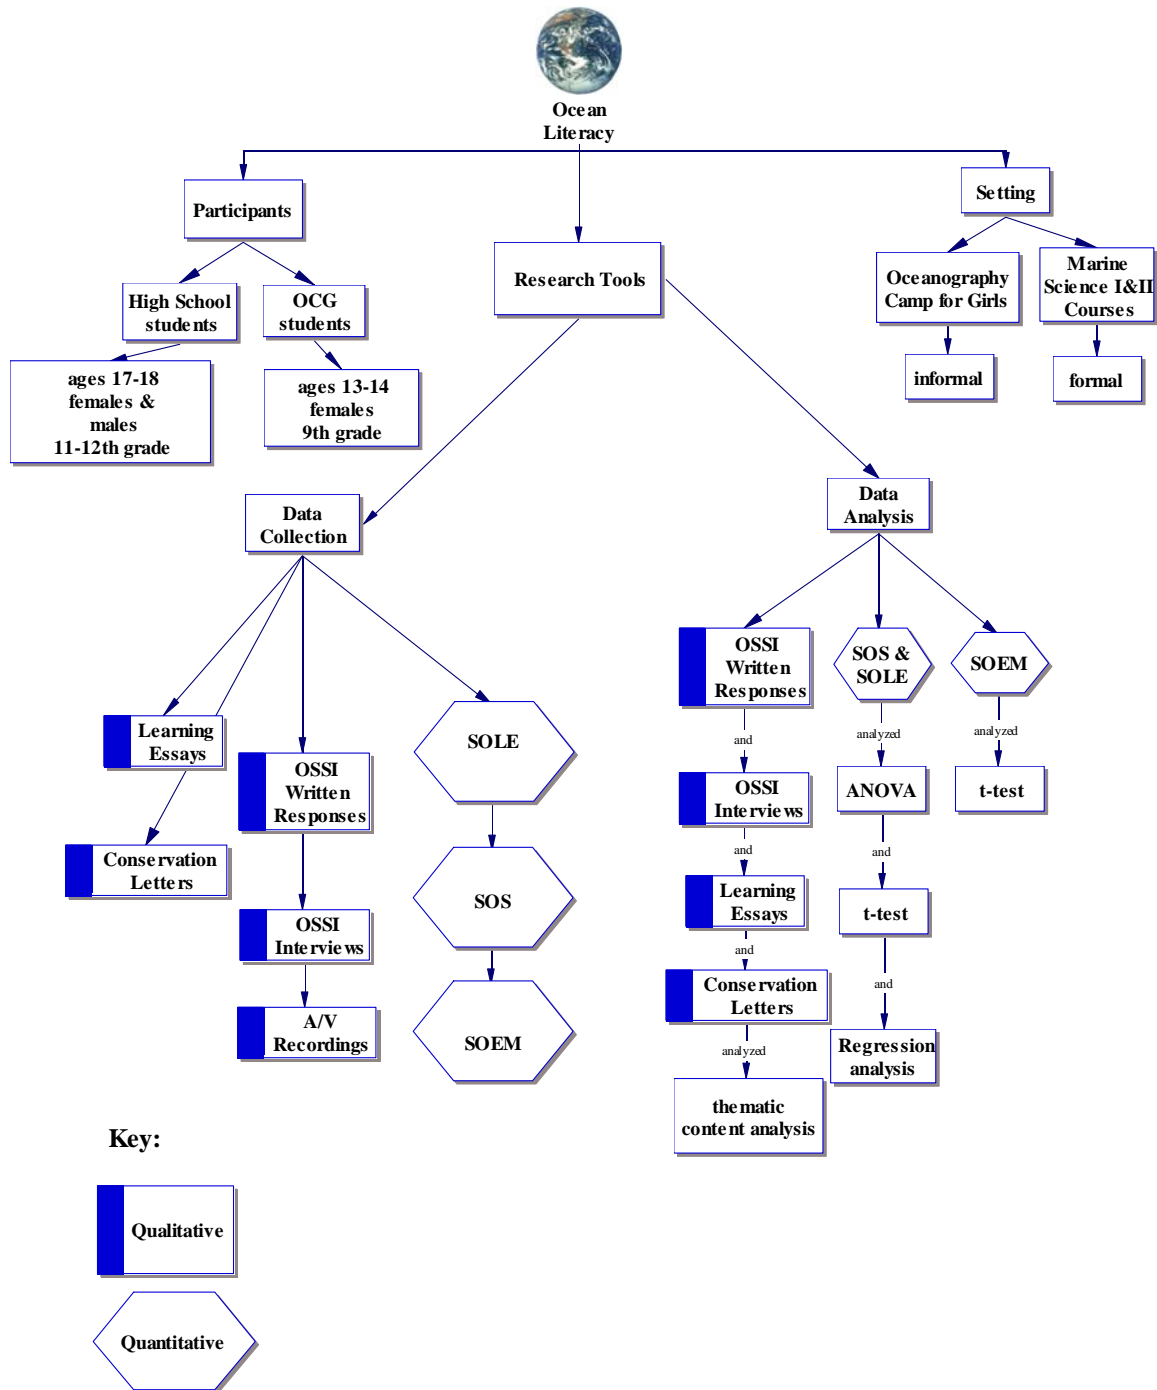 Ocean
Literacy
Participants
Setting
Research Tools
High School
students
OCG
students
Oceanography
Camp for Girls
Marine
Science I&II
Courses
ages 17-18
females &
males
11-12th grade
ages 13-14
females
9th grade
informal
formal
Data
Collection
Data
Analysis
Learning
Essays
Conservation
Letters
OSSI
Written
Responses
OSSI
Interviews
A/V
Recordings
SOLE
SOS
SOEM
OSSI
Written
Responses
and
OSSI
Interviews
and
Learning
Essays
and
Conservation
Letters
analyzed
thematic
content analysis
SOS &
SOLE
analyzed
ANOVA
and
t-test
and
Regression
analysis
SOEM
analyzed
t-test
Key:
Qualitative
Quantitative